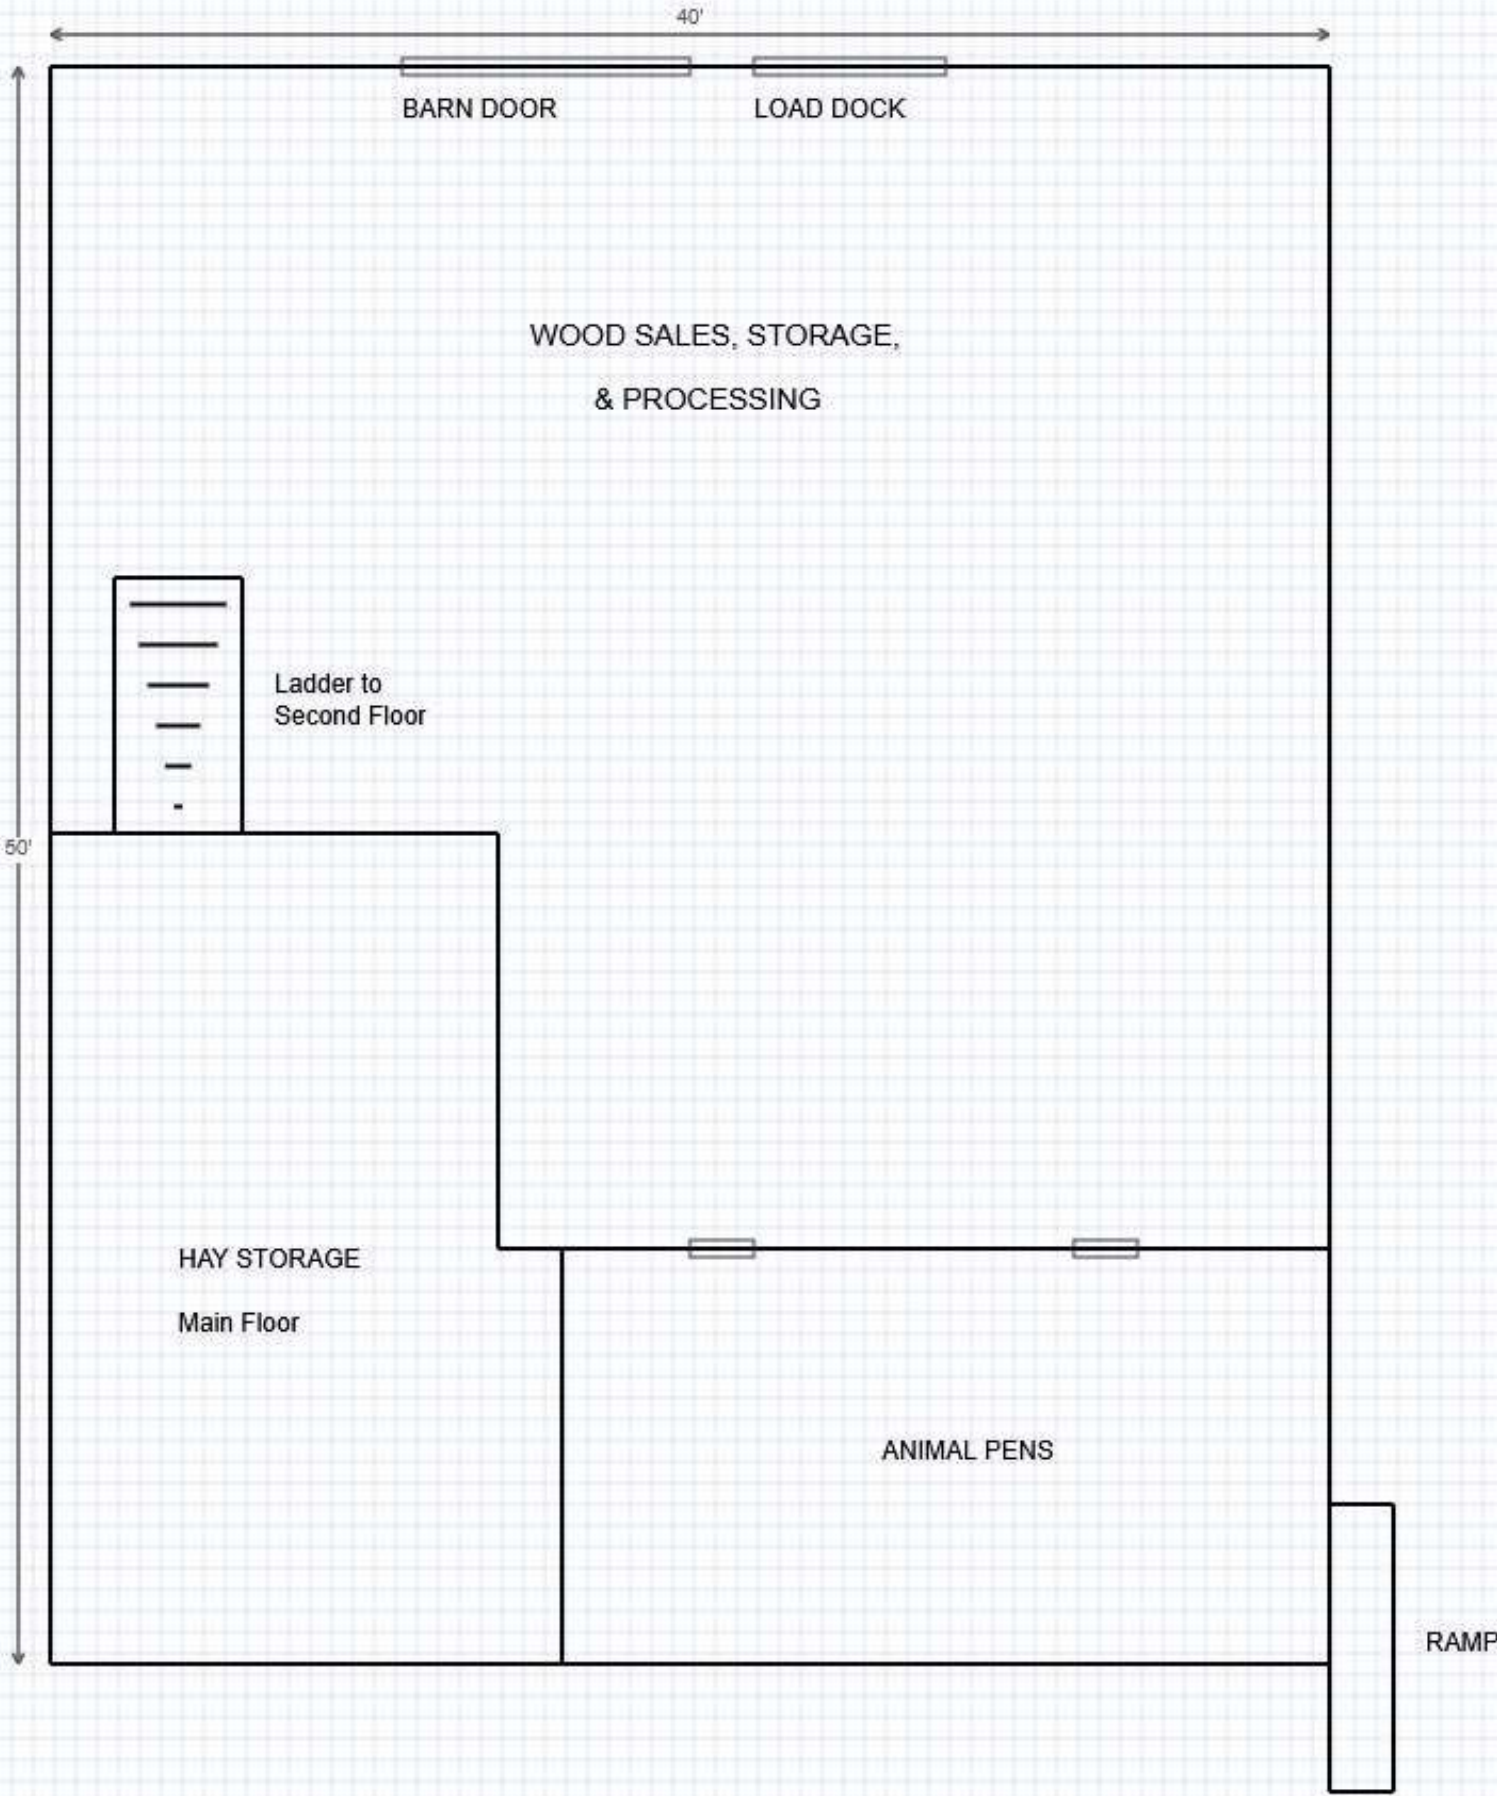 40'
BARN DOOR
LOAD DOCK
WOOD SALES, STORAGE,
& PROCESSING
Ladder to
Second Floor
50'
HAY STORAGE
Main Floor
ANIMAL PENS
RAMP